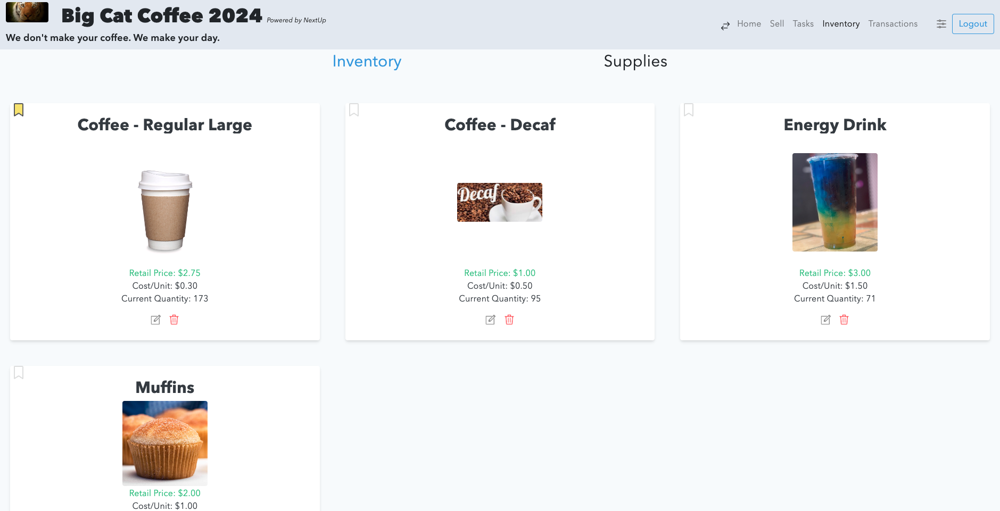 Big Cat Coffee 2024 Powered by NextUp
We don't make your coffee. We make your day.
Home Sell Tasks Inventory Transactions Logout
Inventory Supplies
Coffee - Regular Large
Retail Price: $2.75
Cost/Unit: $0.30
Current Quantity: 173
Coffee - Decaf
Decaf
Retail Price: $1.00
Cost/Unit: $0.50
Current Quantity: 95
Energy Drink
Retail Price: $3.00
Cost/Unit: $1.50
Current Quantity: 71
Muffins
Retail Price: $2.00
Cost/Unit: $1.00